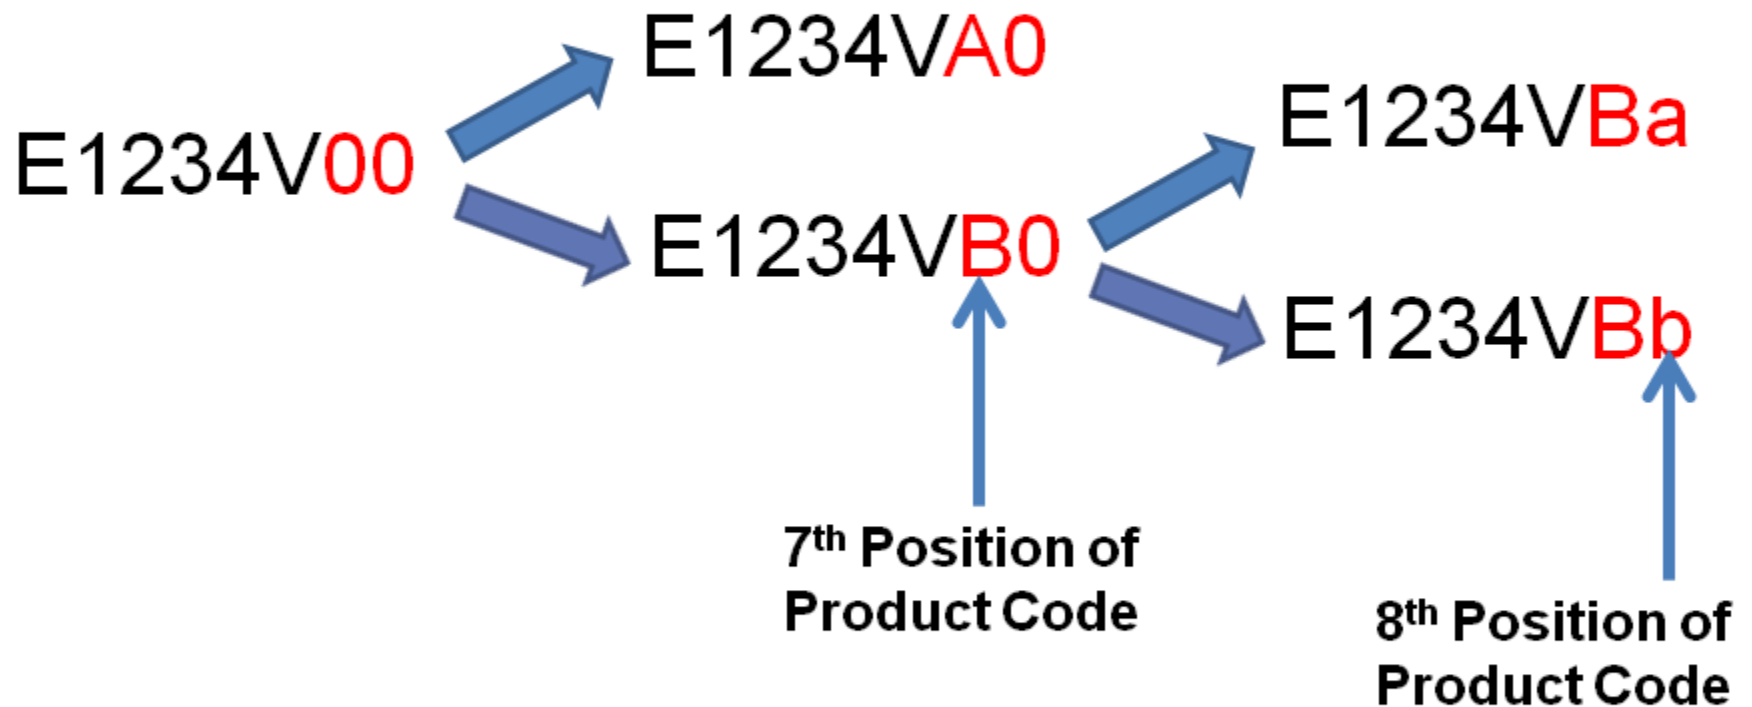 E1234V00
E1234VA0
E1234VB0
E1234VBa
E1234VBb
7th Position of
Product Code
8th Position of
Product Code